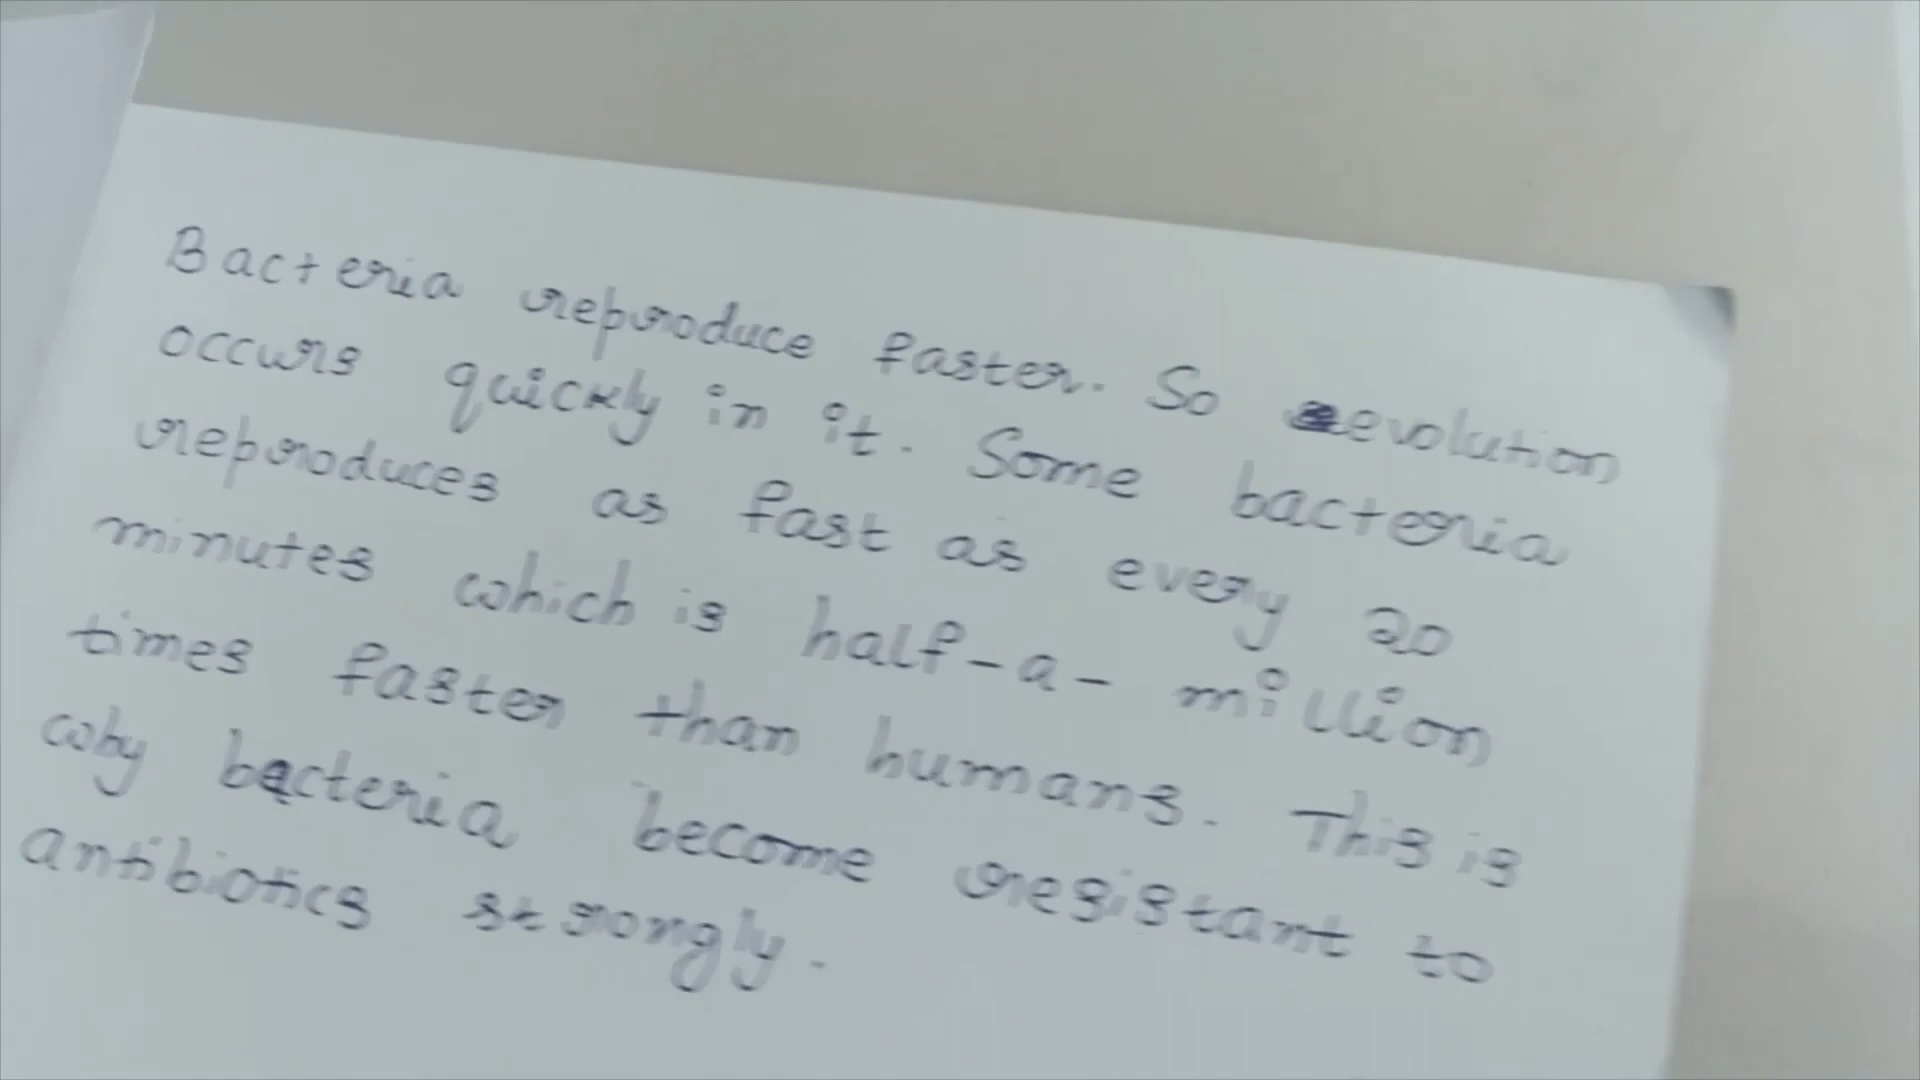 Bacteria reproduce faster. So evolution
occurs quickly in it. Some bacteria
reproduces as fast as every 20
minutes which is half-a-million
times faster than humans. This is
why bacteria become resistant to
antibiotics strongly.